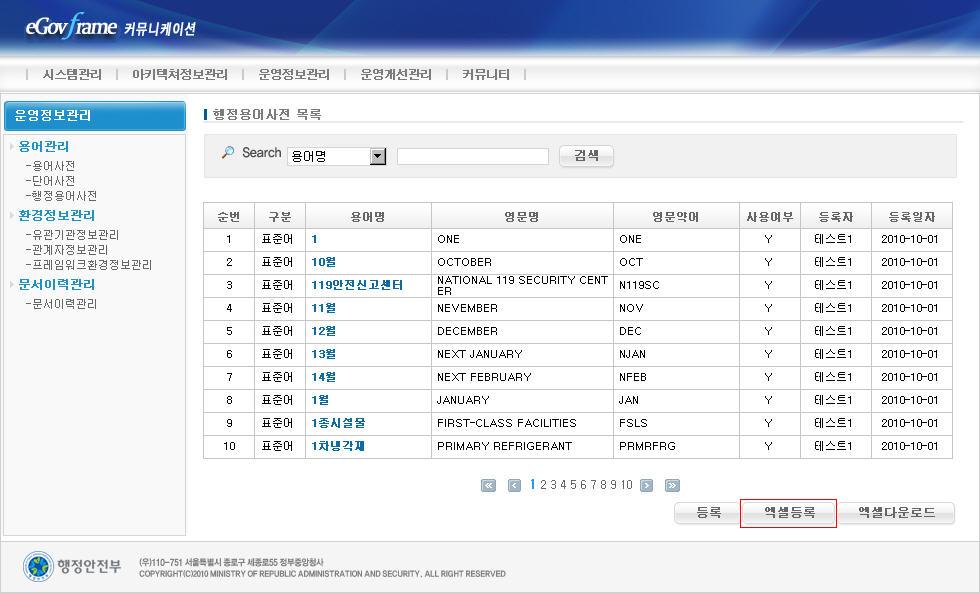 eGovframe 커뮤니케이션
시스템관리 아키텍처정보관리 운영정보관리 운영개선관리 커뮤니티
운영정보관리
용어관리
-용어사전
-단어사전
-행정용어사전
환경정보관리
-유관기관정보관리
-관계자정보관리
-프레임워크환경정보관리
문서이력관리
-문서이력관리
행정용어사전 목록
Search 용어명 검색
순번 구분 용어명 영문명 영문약어 사용여부 등록자 등록일자
1 표준어 1 ONE ONE Y 테스트1 2010-10-01
2 표준어 10월 OCTOBER OCT Y 테스트1 2010-10-01
3 표준어 119안전신고센터 NATIONAL 119 SECURITY CENT N119SC Y 테스트1 2010-10-01
ER
4 표준어 11월 NEVEMBER NOV Y 테스트1 2010-10-01
5 표준어 12월 DECEMBER DEC Y 테스트1 2010-10-01
6 표준어 13월 NEXT JANUARY NJAN Y 테스트1 2010-10-01
7 표준어 14월 NEXT FEBRUARY NFEB Y 테스트1 2010-10-01
8 표준어 1월 JANUARY JAN Y 테스트1 2010-10-01
9 표준어 1종시설물 FIRST-CLASS FACILITIES FSLS Y 테스트1 2010-10-01
10 표준어 1차냉각재 PRIMARY REFRIGERANT PRMRFRG Y 테스트1 2010-10-01
1 2 3 4 5 6 7 8 9 10
등록 엑셀등록 엑셀다운로드
행정안전부
(우)110-751 서울특별시 종로구 세종로55 정부중앙청사
COPYRIGHT(C)2010 MINISTRY OF REPUBLIC ADMINISTRATION AND SECURITY, ALL RIGHT RESERVED